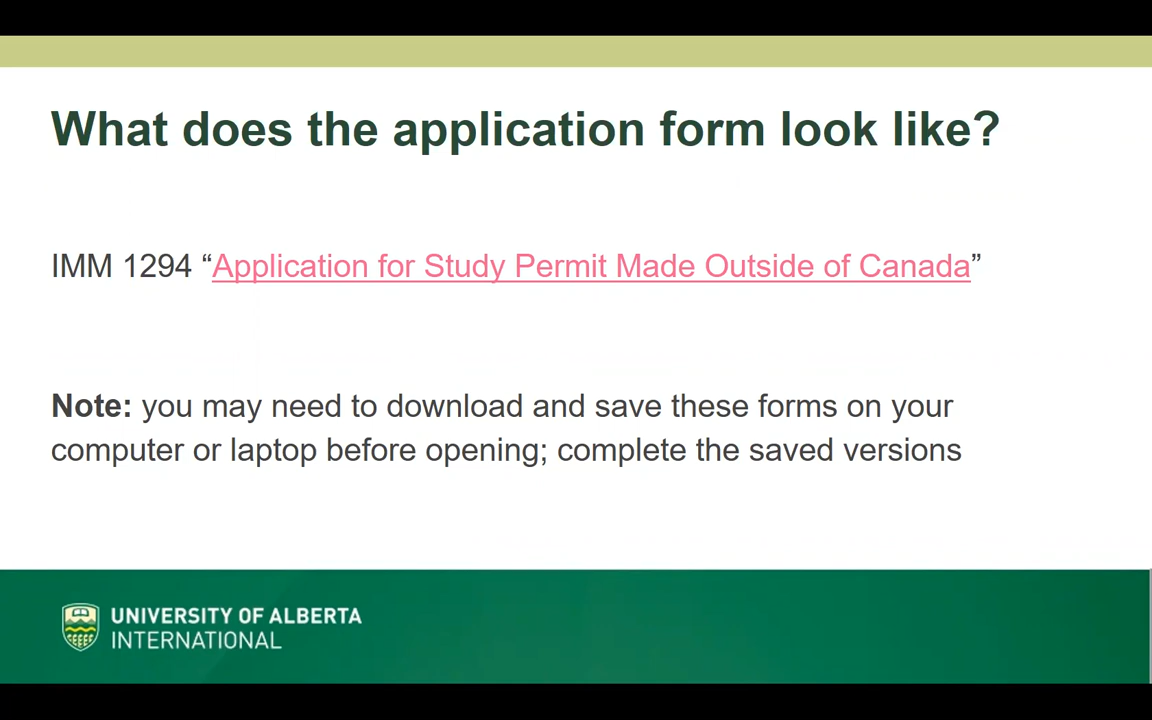 What does the application form look like?
IMM 1294 “Application for Study Permit Made Outside of Canada”
Note: you may need to download and save these forms on your
computer or laptop before opening; complete the saved versions
UNIVERSITY OF ALBERTA
INTERNATIONAL